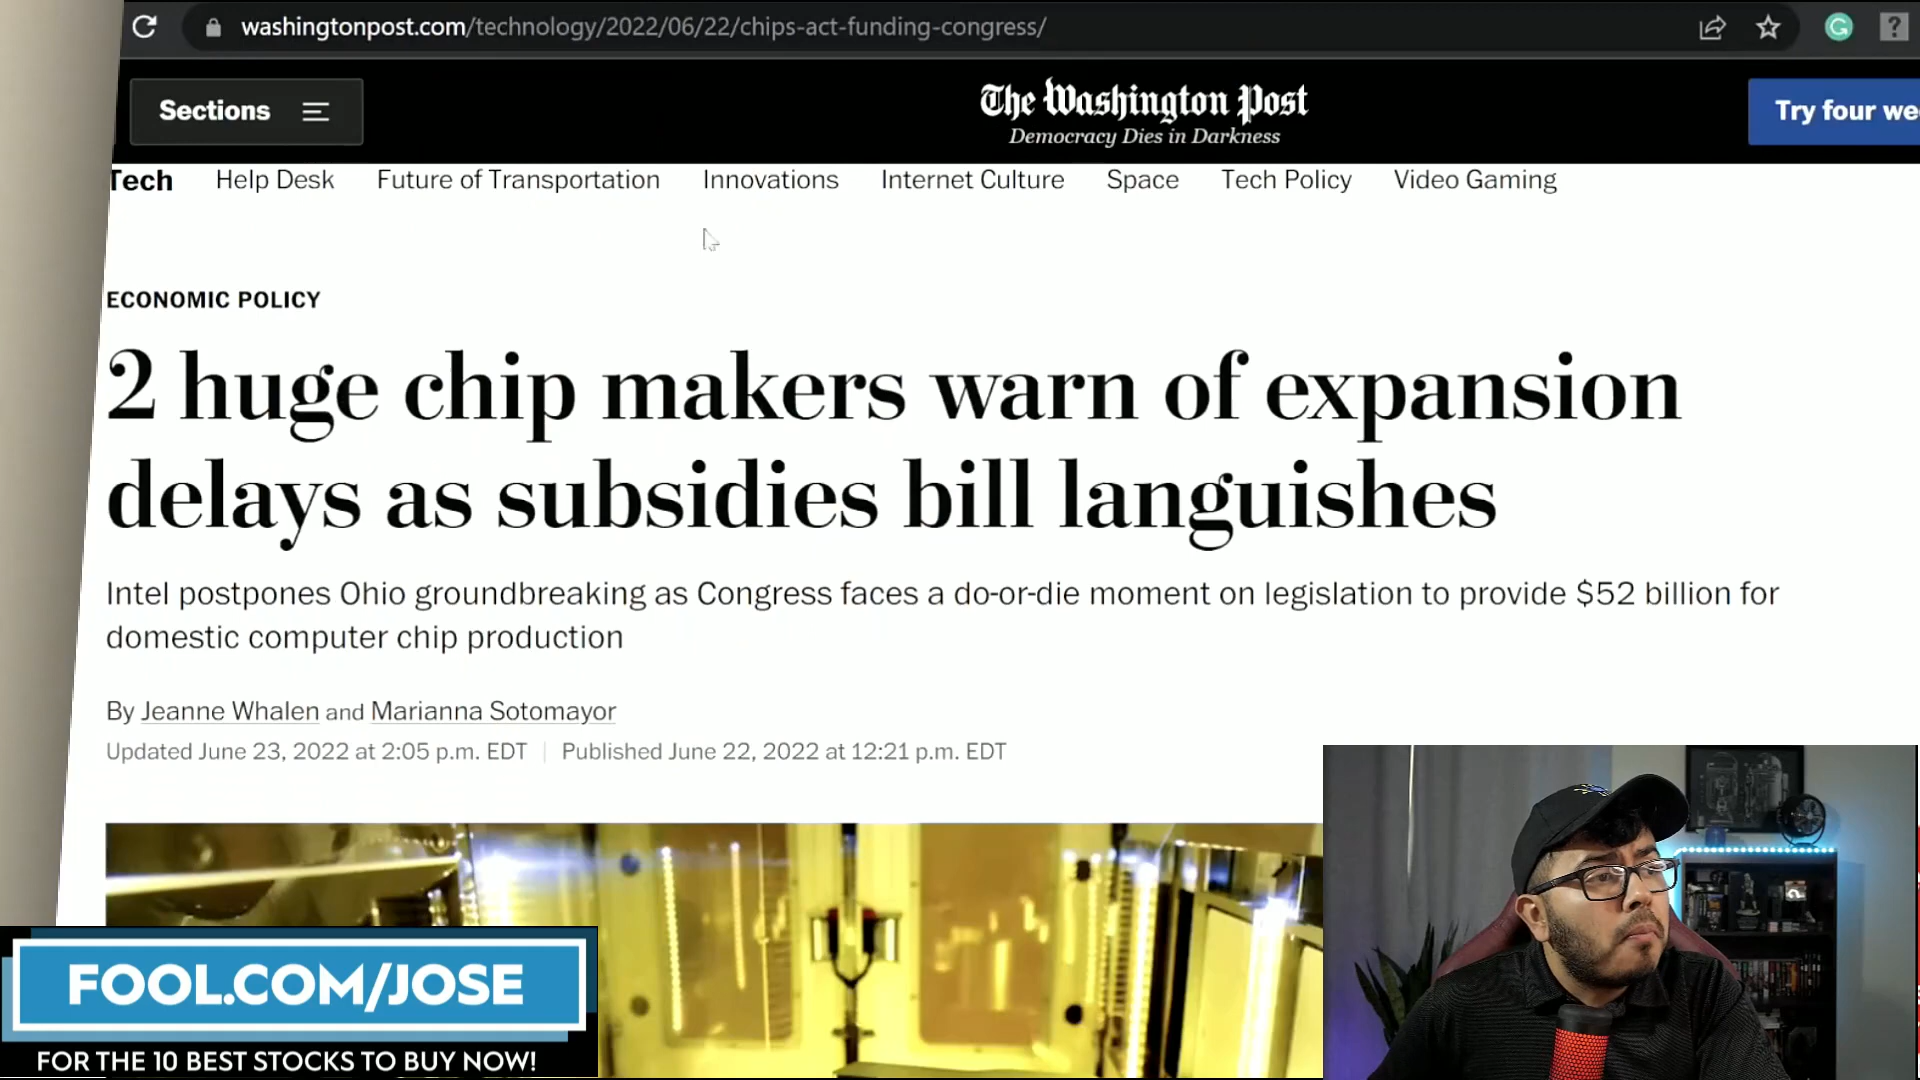 washingtonpost.com/technology/2022/06/22/chips-act-funding-congress/
G
?
Sections
The Washington Post
Democracy Dies in Darkness
Try four we
Tech Help Desk Future of Transportation Innovations Internet Culture Space Tech Policy Video Gaming
ECONOMIC POLICY
2 huge chip makers warn of expansion
delays as subsidies bill languishes
Intel postpones Ohio groundbreaking as Congress faces a do-or-die moment on legislation to provide $52 billion for
domestic computer chip production
By Jeanne Whalen and Marianna Sotomayor
Updated June 23, 2022 at 2:05 p.m. EDT | Published June 22, 2022 at 12:21 p.m. EDT
FOOL.COM/JOSE
FOR THE 10 BEST STOCKS TO BUY NOW!